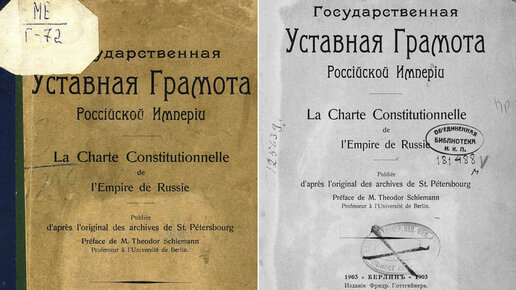 МЕ
Г-72
Государственная
Уставная Грамота
Россійской Имперіи
La Charte Constitutionnelle
de
l'Empire de Russie
Publiée
d'après l'original des archives de St. Pétersbourg
Préface de M. Theodor Schiemann
Professeur à l'Université de Berlin.
Государственная
Уставная Грамота
Россійской Имперіи
La Charte Constitutionnelle
de
l'Empire de Russie
ОБЪЕДИНЕННАЯ
БИБЛИОТЕКА
И. К. П.
181488
Publiée
d'après l'original des archives de St. Pétersbourg
Préface de M. Theodor Schiemann
Professeur à l'Université de Berlin.
1903 * БЕРЛИНЪ * 1903
Изданіе Фридр. Готтгейнера.